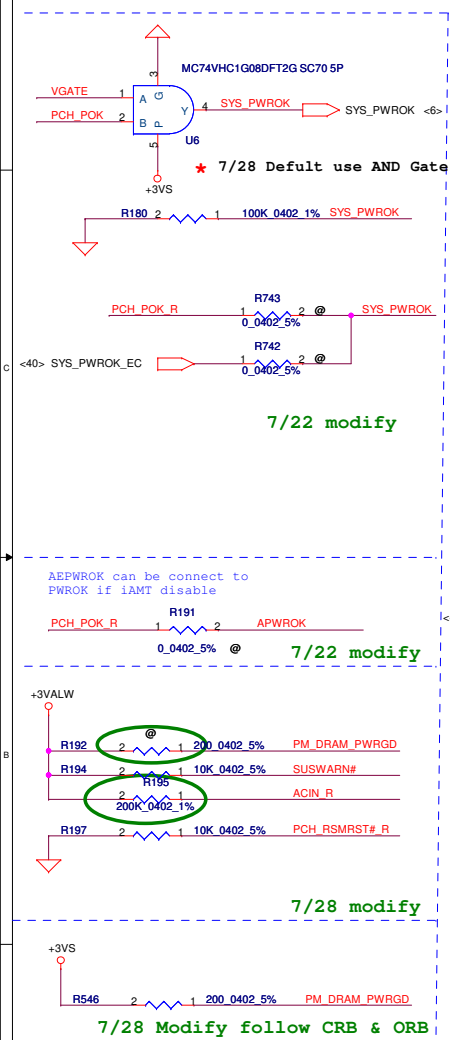 MC74VHC1G08DFT2G SC70 5P
3
VGATE 1 A G Y 4 SYS_PWROK SYS_PWROK <6>
PCH_POK 2 B P
5 U6
+3VS
* 7/28 Defult use AND Gate
R180 2 1 100K_0402_1% SYS_PWROK
R743
PCH_POK_R 1 2 @ SYS_PWROK
0_0402_5%
R742
C <40> SYS_PWROK_EC 1 2 @
0_0402_5%
7/22 modify
AEPWROK can be connect to
PWROK if iAMT disable
R191
PCH_POK_R 1 2 APWROK
0_0402_5% @
7/22 modify
+3VALW
@
R192 2 1 200_0402_5% PM_DRAM_PWRGD
B
R194 2 1 10K_0402_5% SUSWARN#
R195
2 1 ACIN_R
200K_0402_1%
R197 2 1 10K_0402_5% PCH_RSMRST#_R
7/28 modify
+3VS
R546 2 1 200_0402_5% PM_DRAM_PWRGD
7/28 Modify follow CRB & ORB